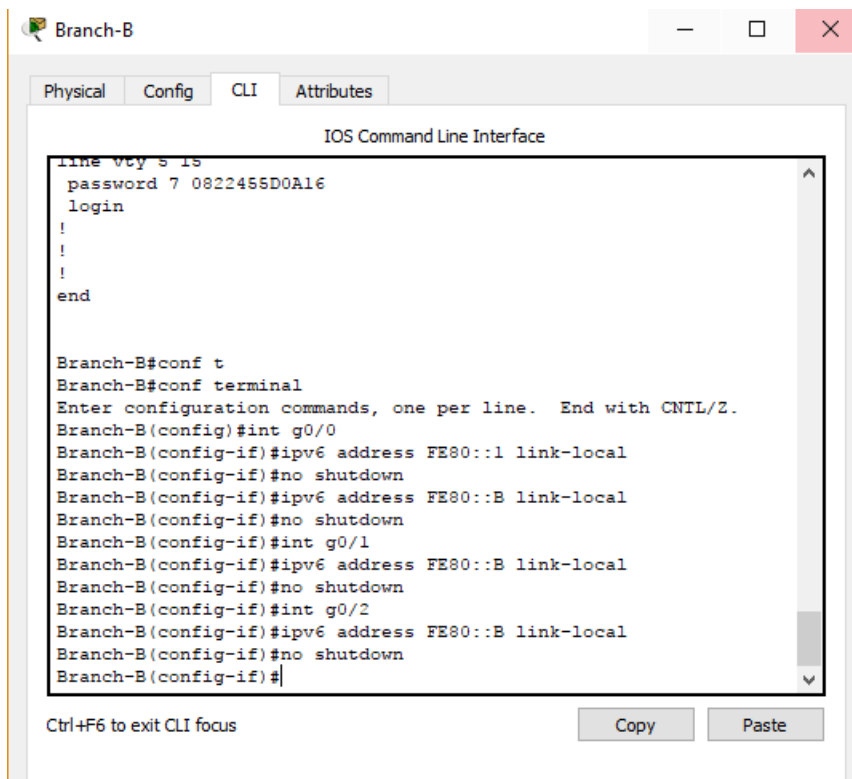 Branch-B
Physical Config CLI Attributes
IOS Command Line Interface
line vty 5 15
password 7 0822455D0A16
login
!
!
!
end
Branch-B#conf t
Branch-B#conf terminal
Enter configuration commands, one per line. End with CNTL/Z.
Branch-B(config)#int g0/0
Branch-B(config-if)#ipv6 address FE80::1 link-local
Branch-B(config-if)#no shutdown
Branch-B(config-if)#ipv6 address FE80::B link-local
Branch-B(config-if)#no shutdown
Branch-B(config-if)#int g0/1
Branch-B(config-if)#ipv6 address FE80::B link-local
Branch-B(config-if)#no shutdown
Branch-B(config-if)#int g0/2
Branch-B(config-if)#ipv6 address FE80::B link-local
Branch-B(config-if)#no shutdown
Branch-B(config-if)#
Ctrl+F6 to exit CLI focus
Copy Paste